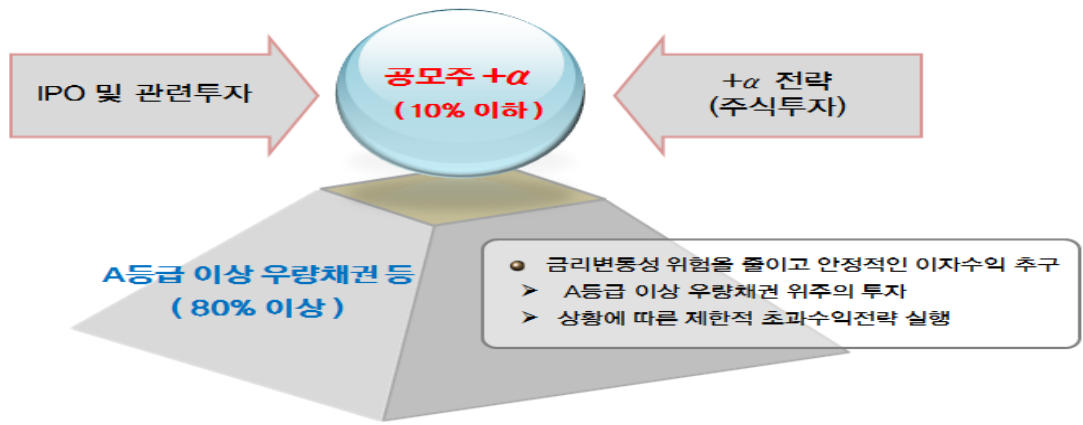 공모주 +α
(10% 이하)
IPO 및 관련투자
+α 전략
(주식투자)
A등급 이상 우량채권 등
(80% 이상)
● 금리변동성 위험을 줄이고 안정적인 이자수익 추구
➤ A등급 이상 우량채권 위주의 투자
➤ 상황에 따른 제한적 초과수익전략 실행